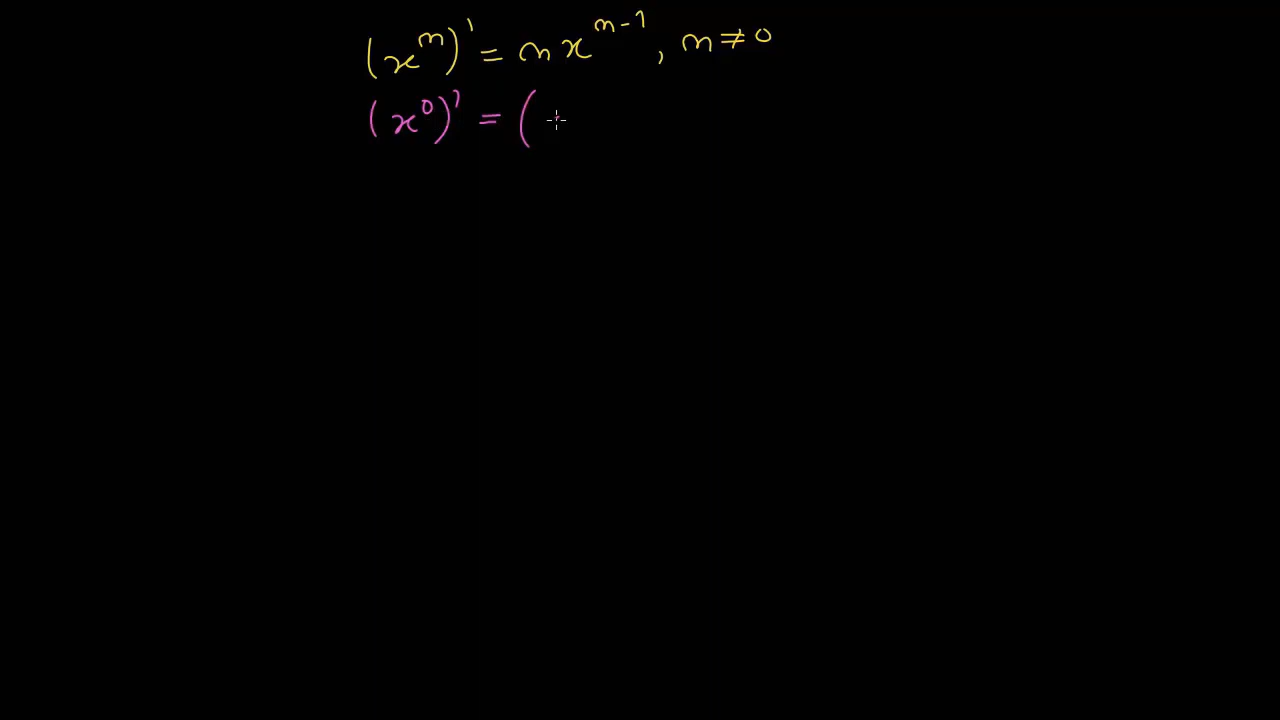 (x^n)' = n x^{n-1}, n ≠ 0
(x^0)' = (